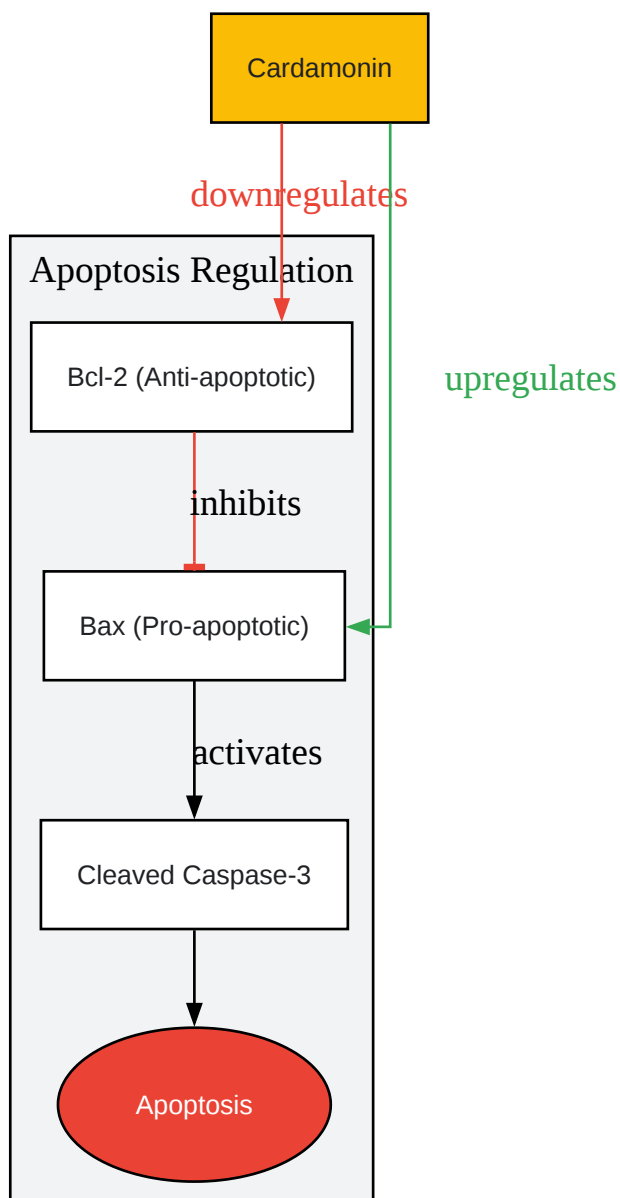 Cardamonin
downregulates
Apoptosis Regulation
Bcl-2 (Anti-apoptotic)
upregulates
inhibits
Bax (Pro-apoptotic)
activates
Cleaved Caspase-3
Apoptosis